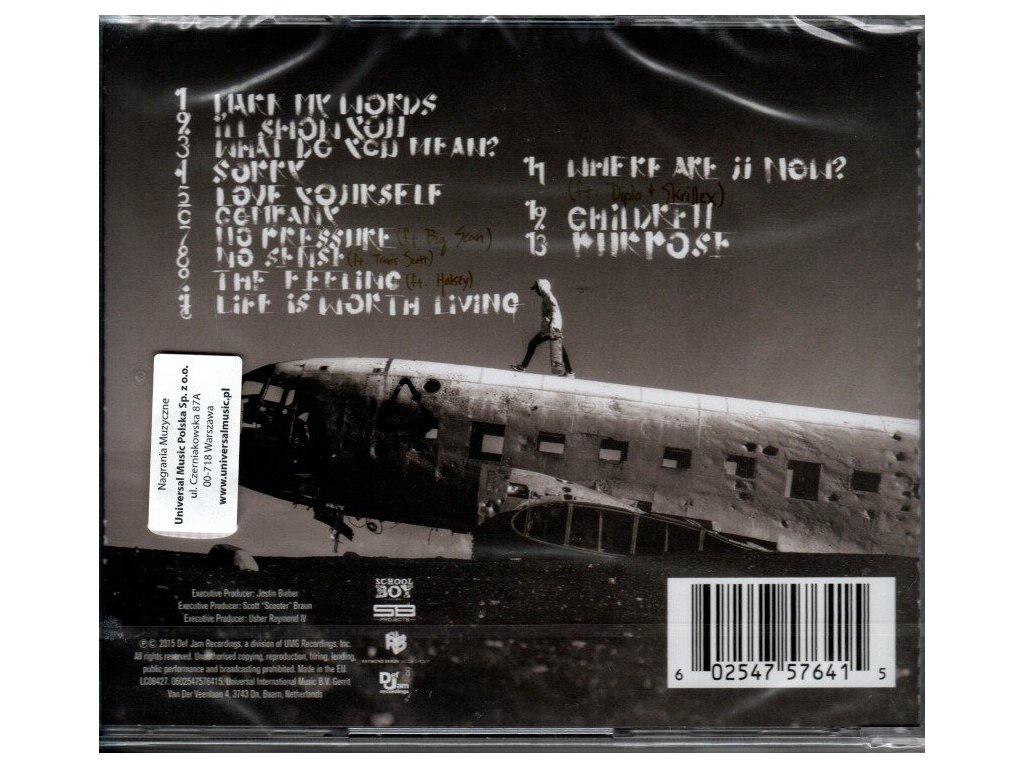 1 MARK MY WORDS
2 I'LL SHOW YOU
3 WHAT DO YOU MEAN?
4 SORRY
5 LOVE YOURSELF
6 COMPANY
7 NO PRESSURE (ft. Big Sean)
8 NO SENSE (ft. Travis Scott)
9 THE FEELING (ft. Halsey)
10 LIFE IS WORTH LIVING
11 WHERE ARE Ü NOW?
(ft. Diplo & Skrillex)
12 CHILDREN
13 PURPOSE
Nagrania Muzyczne
Universal Music Polska Sp. z o.o.
ul. Czerniakowska 87A
00-718 Warszawa
www.universalmusic.pl
Executive Producer: Justin Bieber
Executive Producer: Scott "Scooter" Braun
Executive Producer: Usher Raymond IV
℗ © 2015 Def Jam Recordings, a division of UMG Recordings, Inc.
All rights reserved. Unauthorised copying, reproduction, hiring, lending,
public performance and broadcasting prohibited. Made in the EU.
LC08427. 0602547576415. Universal International Music B.V. Gerrit
Van Der Veenlaan 4, 3743 Dn, Baarn, Netherlands
SCHOOL
BOY
SB
PROJECTS
RBMG
Def
Jam
recordings
6 02547 57641 5